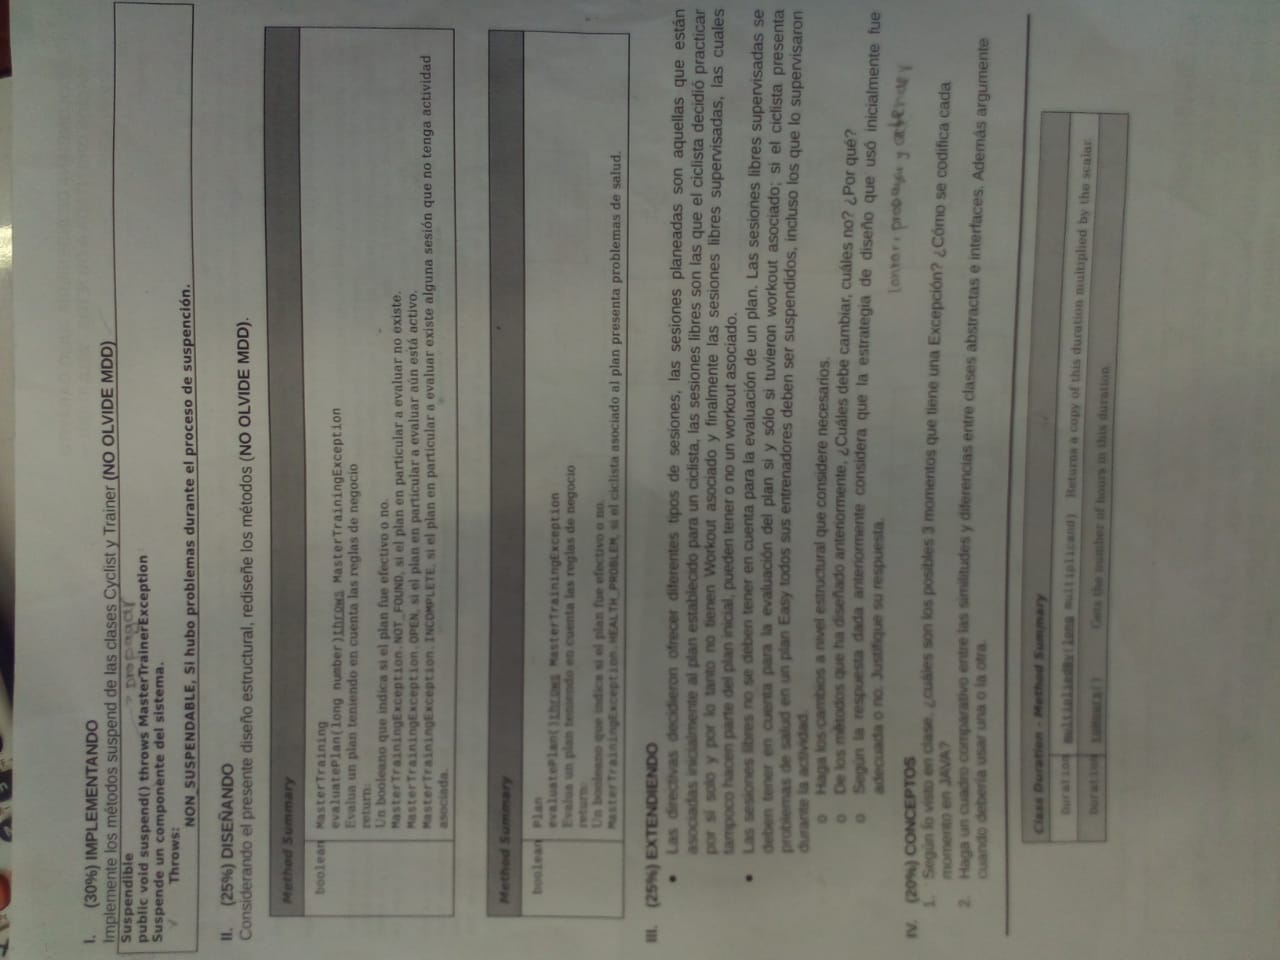 I. (30%) IMPLEMENTANDO
Implemente los métodos suspend de las clases Cyclist y Trainer (NO OLVIDE MDD)
Suspendible
propagar
public void suspend() throws MasterTrainerException
Suspende un componente del sistema.
Throws:
NON_SUSPENDABLE, Si hubo problemas durante el proceso de suspención.
II. (25%) DISEÑANDO
Considerando el presente diseño estructural, rediseñe los métodos (NO OLVIDE MDD).
Method Summary
boolean MasterTraining
evaluatePlan(long number)throws MasterTrainingException
Evalua un plan teniendo en cuenta las reglas de negocio
return:
Un booleano que indica si el plan fue efectivo o no.
MasterTrainingException.NOT_FOUND, si el plan en particular a evaluar no existe.
MasterTrainingException.OPEN, si el plan en particular a evaluar aún está activo.
MasterTrainingException.INCOMPLETE, si el plan en particular a evaluar existe alguna sesión que no tenga actividad
asociada.
Method Summary
boolean Plan
evaluatePlan()throws MasterTrainingException
Evalua un plan teniendo en cuenta las reglas de negocio
return:
Un booleano que indica si el plan fue efectivo o no.
MasterTrainingException.HEALTH_PROBLEM, si el ciclista asociado al plan presenta problemas de salud.
III. (25%) EXTENDIENDO
• Las directivas decidieron ofrecer diferentes tipos de sesiones, las sesiones planeadas son aquellas que están
asociadas inicialmente al plan establecido para un ciclista, las sesiones libres son las que el ciclista decidió practicar
por sí solo y por lo tanto no tienen Workout asociado y finalmente las sesiones libres supervisadas, las cuales
tampoco hacen parte del plan inicial, pueden tener o no un workout asociado.
• Las sesiones libres no se deben tener en cuenta para la evaluación de un plan. Las sesiones libres supervisadas se
deben tener en cuenta para la evaluación del plan si y sólo si tuvieron workout asociado; si el ciclista presenta
problemas de salud en un plan Easy todos sus entrenadores deben ser suspendidos, incluso los que lo supervisaron
durante la actividad.
o Haga los cambios a nivel estructural que considere necesarios.
o De los métodos que ha diseñado anteriormente, ¿Cuáles debe cambiar, cuáles no? ¿Por qué?
o Según la respuesta dada anteriormente considera que la estrategia de diseño que usó inicialmente fue
adecuada o no. Justifique su respuesta.
y atender
IV. (20%) CONCEPTOS
1. Según lo visto en clase, ¿cuáles son los posibles 3 momentos que tiene una Excepción? ¿Cómo se codifica cada
momento en JAVA?
2. Haga un cuadro comparativo entre las similitudes y diferencias entre clases abstractas e interfaces. Además argumente
cuando debería usar una o la otra.
Class Duration - Method Summary
Duration multipliedBy(long multiplicand) Returns a copy of this duration multiplied by the scalar.
Duration toHours() Gets the number of hours in this duration.